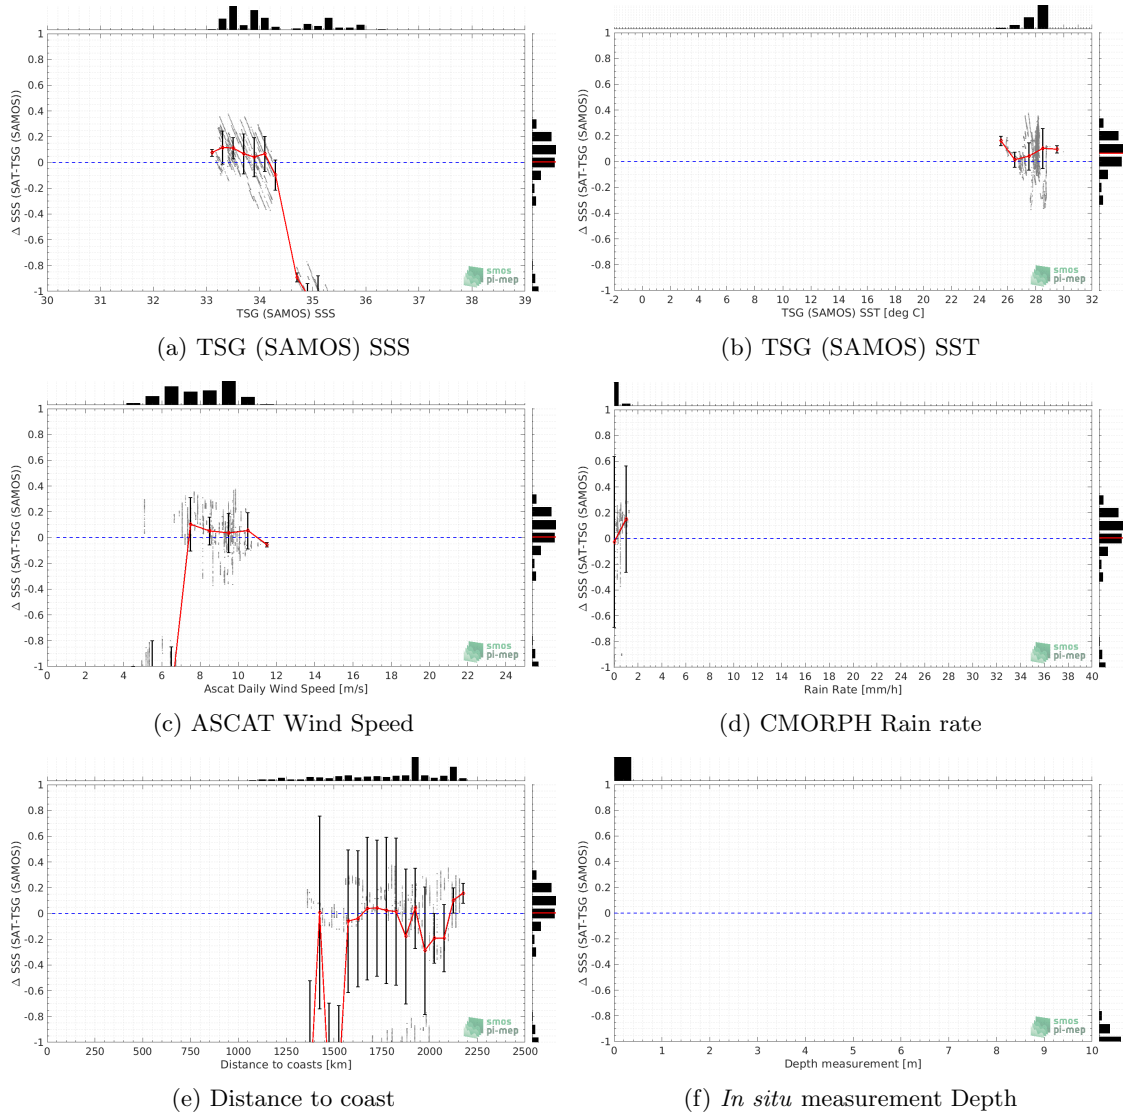 1
0.8
0.6
0.4
0.2
0
-0.2
-0.4
-0.6
-0.8
-1
Δ SSS (SAT-TSG (SAMOS))
30 31 32 33 34 35 36 37 38 39
TSG (SAMOS) SSS
smos
pi-mep
(a) TSG (SAMOS) SSS
1
0.8
0.6
0.4
0.2
0
-0.2
-0.4
-0.6
-0.8
-1
Δ SSS (SAT-TSG (SAMOS))
-2 0 2 4 6 8 10 12 14 16 18 20 22 24 26 28 30 32
TSG (SAMOS) SST [deg C]
smos
pi-mep
(b) TSG (SAMOS) SST
1
0.8
0.6
0.4
0.2
0
-0.2
-0.4
-0.6
-0.8
-1
Δ SSS (SAT-TSG (SAMOS))
0 2 4 6 8 10 12 14 16 18 20 22 24
Ascat Daily Wind Speed [m/s]
smos
pi-mep
(c) ASCAT Wind Speed
1
0.8
0.6
0.4
0.2
0
-0.2
-0.4
-0.6
-0.8
-1
Δ SSS (SAT-TSG (SAMOS))
0 2 4 6 8 10 12 14 16 18 20 22 24 26 28 30 32 34 36 38 40
Rain Rate [mm/h]
smos
pi-mep
(d) CMORPH Rain rate
1
0.8
0.6
0.4
0.2
0
-0.2
-0.4
-0.6
-0.8
-1
Δ SSS (SAT-TSG (SAMOS))
0 250 500 750 1000 1250 1500 1750 2000 2250 2500
Distance to coasts [km]
smos
pi-mep
(e) Distance to coast
1
0.8
0.6
0.4
0.2
0
-0.2
-0.4
-0.6
-0.8
-1
Δ SSS (SAT-TSG (SAMOS))
0 1 2 3 4 5 6 7 8 9 10
Depth measurement [m]
smos
pi-mep
(f) In situ measurement Depth